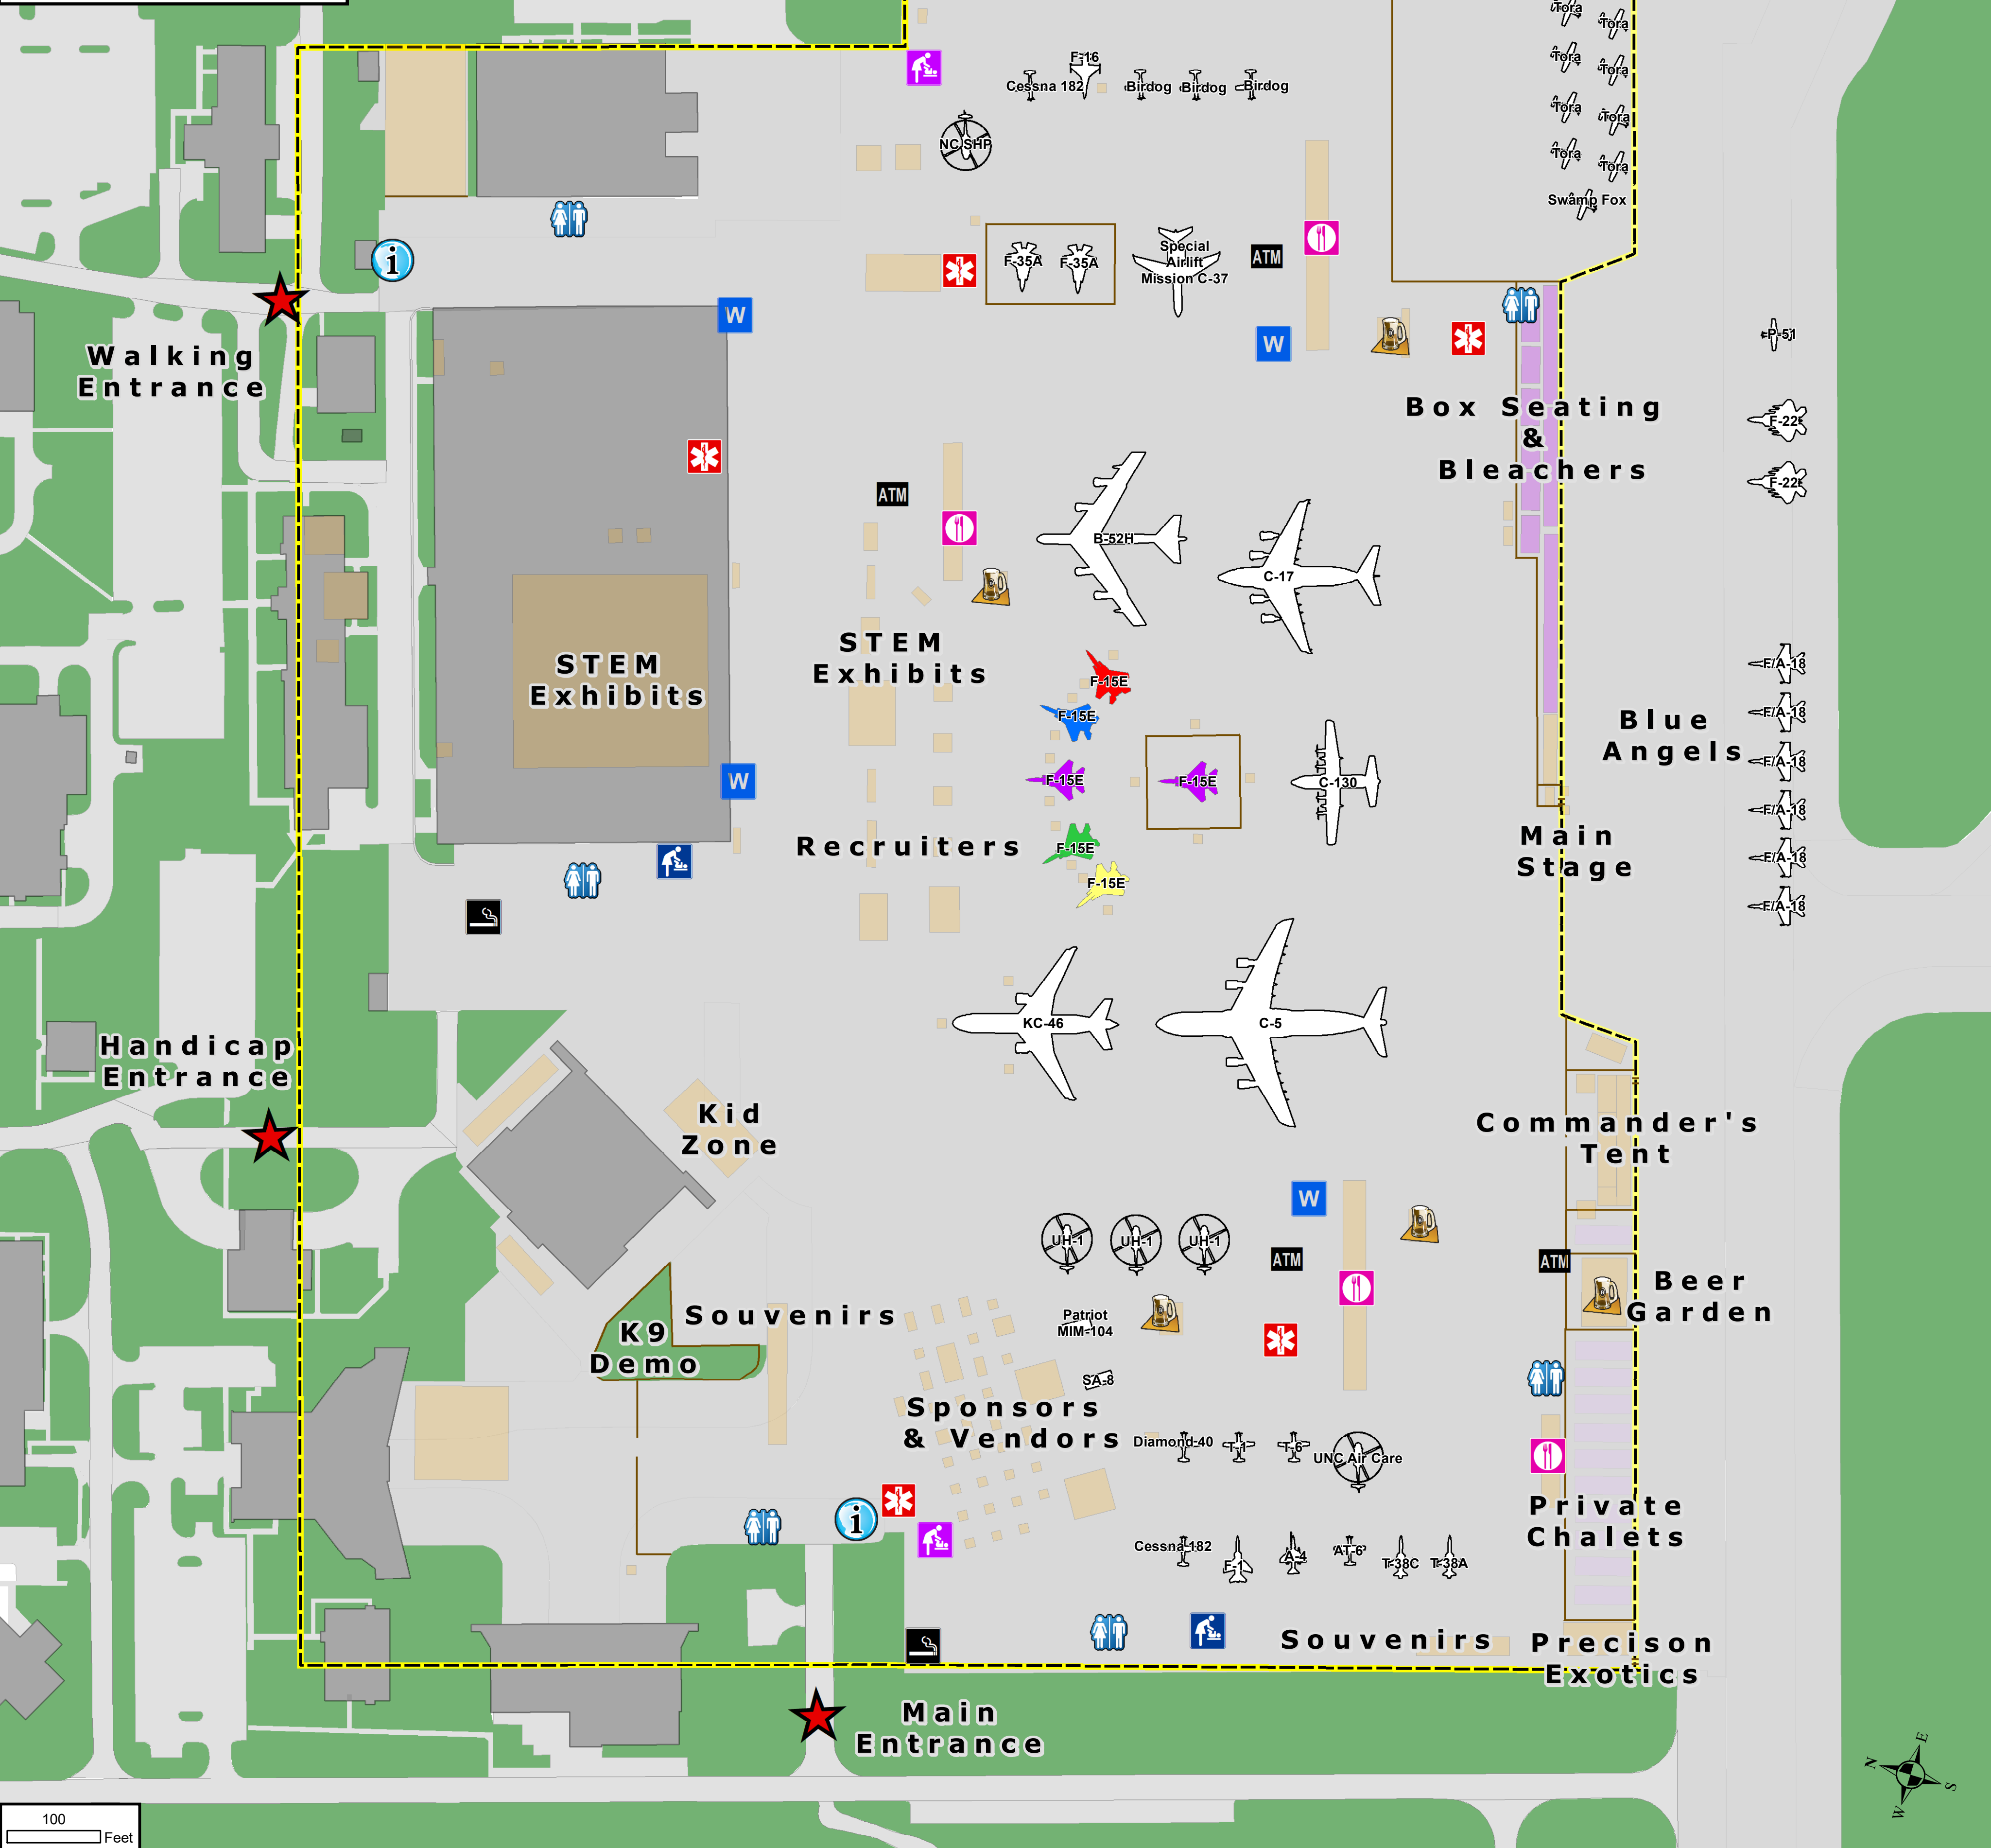 Tora
Tora
Tora
Tora
Tora
Tora
Tora
Tora
Swamp Fox
F-16
Cessna 182
Birdog
Birdog
Birdog
NC SHP
F-35A
F-35A
Special
Airlift
Mission C-37
ATM
i
W
W
Walking
Entrance
P-51
Box Seating
&
Bleachers
F-22
F-22
ATM
B-52H
C-17
STEM
Exhibits
STEM
Exhibits
F-15E
F-15E
F-15E
F-15E
F-15E
F-15E
C-130
W
F/A-18
F/A-18
F/A-18
F/A-18
F/A-18
F/A-18
Blue
Angels
Main
Stage
Recruiters
KC-46
C-5
Handicap
Entrance
Kid
Zone
Commander's
Tent
W
UH-1
UH-1
UH-1
ATM
ATM
Beer
Garden
Souvenirs
K9
Demo
Patriot
MIM-104
SA-8
Sponsors
& Vendors
Diamond-40
T-1
T-6
UNC Air Care
i
Private
Chalets
Cessna 182
F-1
A-4
AT-6
T-38C
T-38A
Souvenirs
Precison
Exotics
Main
Entrance
N
E
S
W
100
Feet